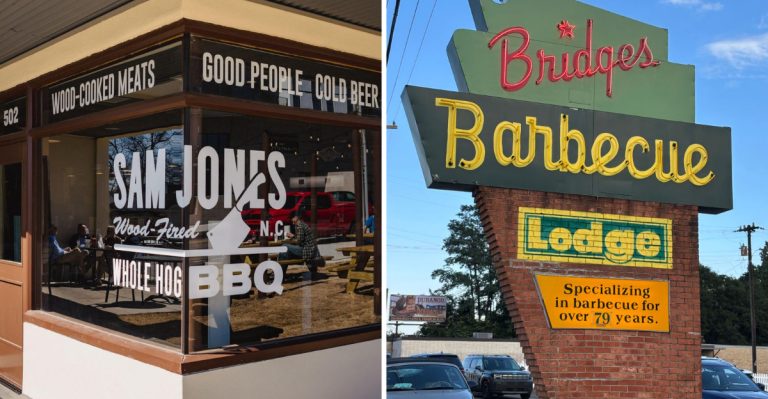 WOOD-COOKED MEATS
GOOD PEOPLE COLD BEER
502
SAM JONES
Wood-Fired N.C.
WHOLE HOG BBQ
Bridges
Barbecue
Lodge
Specializing
in barbecue for
over 79 years.
DURANGO